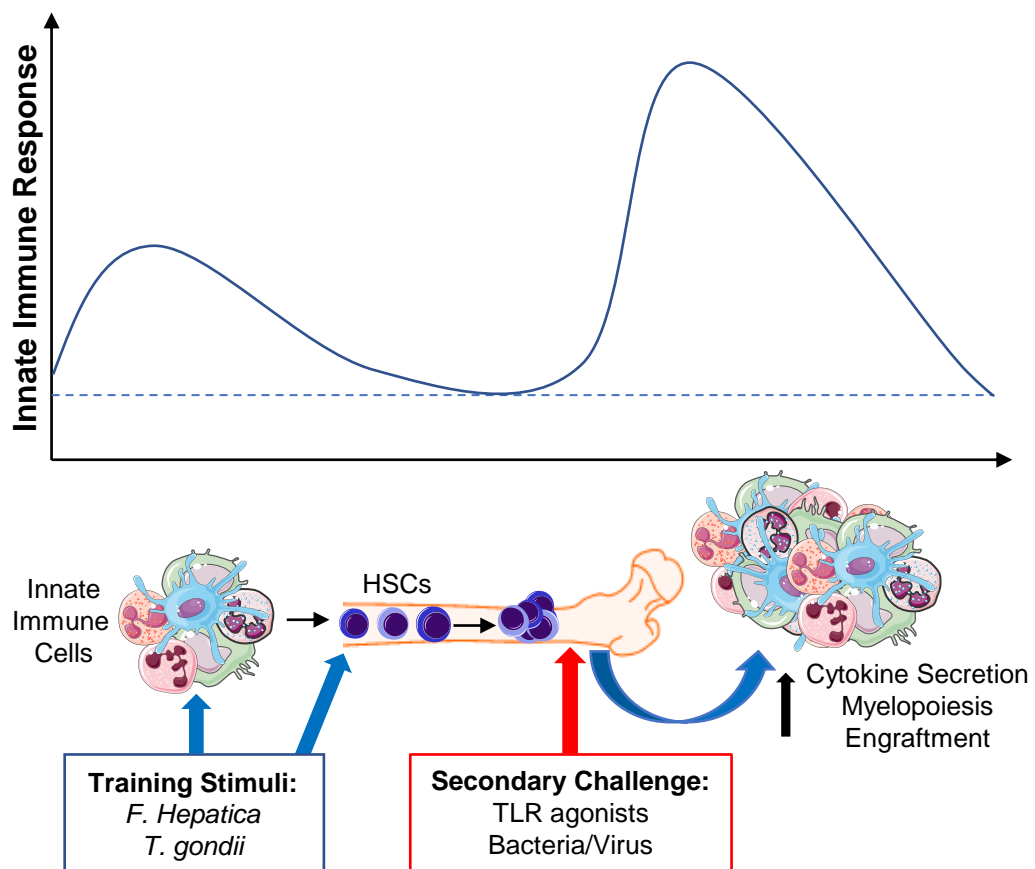 Innate Immune Response
Innate
Immune
Cells
HSCs
Cytokine Secretion
Myelopoiesis
Engraftment
Training Stimuli:
F. Hepatica
T. gondii
Secondary Challenge:
TLR agonists
Bacteria/Virus